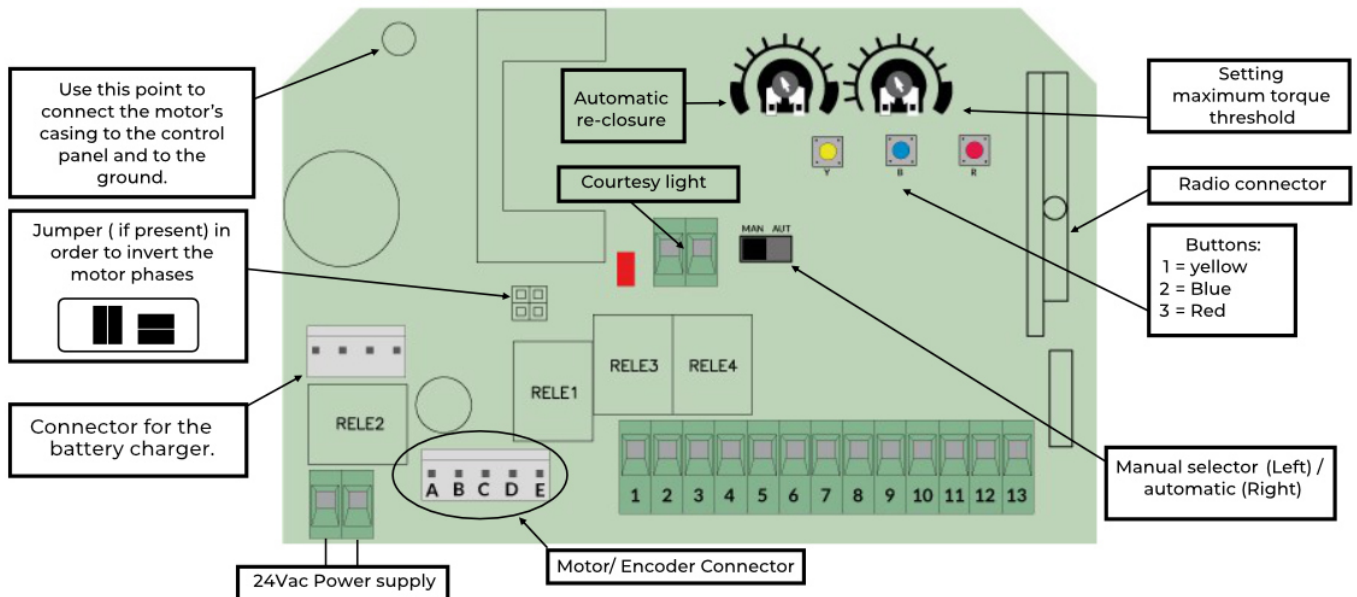 Use this point to
connect the motor's
casing to the control
panel and to the
ground.
Jumper ( if present) in
order to invert the
motor phases
Connector for the
battery charger.
24Vac Power supply
Automatic
re-closure
Courtesy light
MAN AUT
Y
B
R
RELE1
RELE2
RELE3
RELE4
A B C D E
1 2 3 4 5 6 7 8 9 10 11 12 13
Motor/ Encoder Connector
Setting
maximum torque
threshold
Radio connector
Buttons:
1 = yellow
2 = Blue
3 = Red
Manual selector (Left) /
automatic (Right)